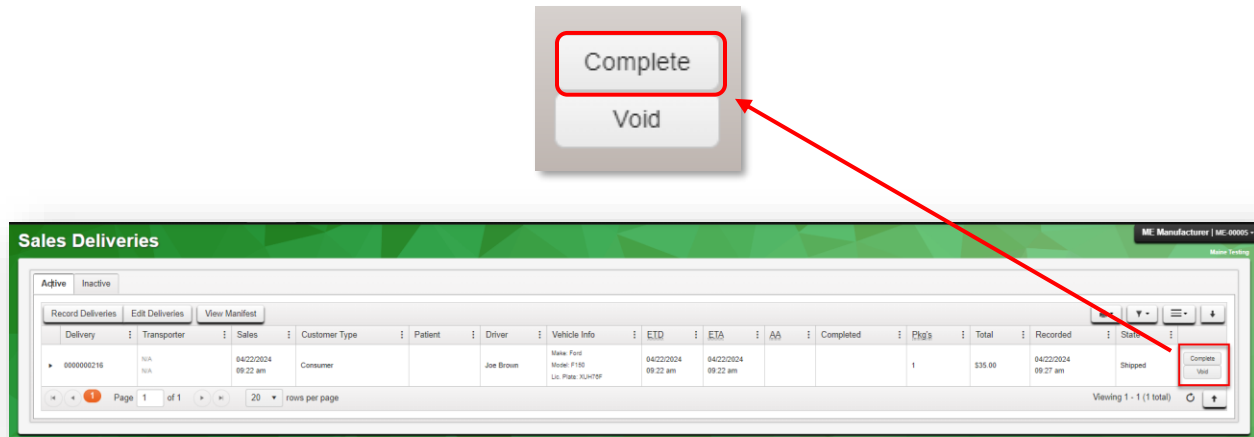 Complete
Void
Sales Deliveries
ME Manufacturer | ME-00005
Maine Testing
Active Inactive
Record Deliveries Edit Deliveries View Manifest
Delivery Transporter Sales Customer Type Patient Driver Vehicle Info ETD ETA AA Completed Pkg's Total Recorded State
0000000216 N/A N/A 04/22/2024 09:22 am Consumer Joe Brown Make: Ford Model: F150 Lic. Plate: XUH76F 04/22/2024 09:22 am 04/22/2024 09:22 am 1 $35.00 04/22/2024 09:27 am Shipped Complete Void
1 Page 1 of 1 20 rows per page Viewing 1 - 1 (1 total)